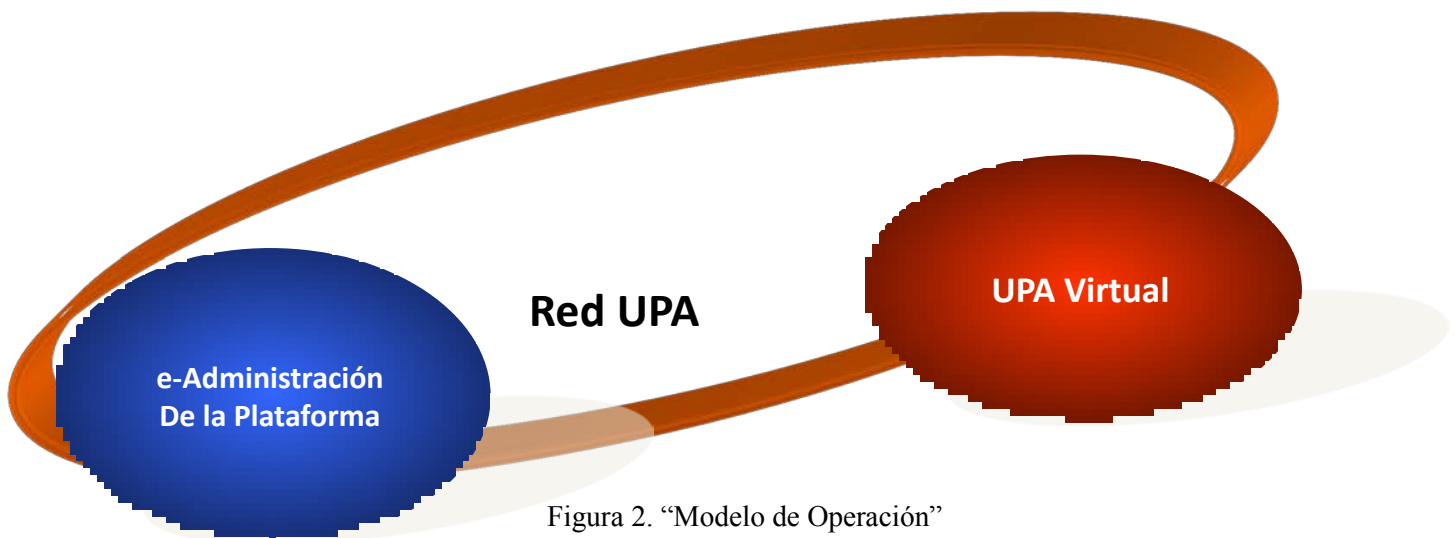 UPA Virtual
Red UPA
e-Administración
De la Plataforma
Figura 2. “Modelo de Operación”